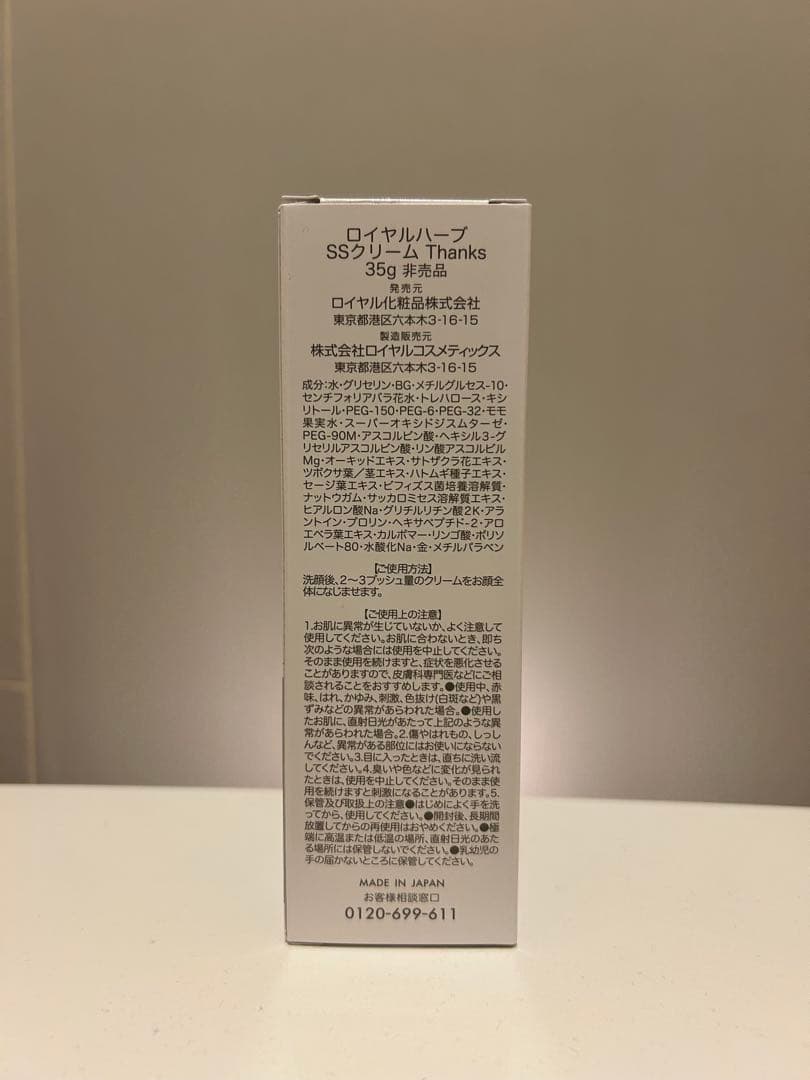 ロイヤルハーブ
SSクリーム Thanks
35g 非売品
発売元
ロイヤル化粧品株式会社
東京都港区六本木3-16-15
製造販売元
株式会社ロイヤルコスメティックス
東京都港区六本木3-16-15
成分：水・グリセリン・BG・メチルグルセス-10・
センチフォリアバラ花水・トレハロース・キシ
リトール・PEG-150・PEG-6・PEG-32・モモ
果実水・スーパーオキシドジスムターゼ・
PEG-90M・アスコルビン酸・ヘキシル3-グ
リセリルアスコルビン酸・リン酸アスコルビル
Mg・オーキッドエキス・サトザクラ花エキス・
ツボクサ葉／茎エキス・ハトムギ種子エキス・
セージ葉エキス・ビフィズス菌培養溶解質・
ナットウガム・サッカロミセス溶解質エキス・
ヒアルロン酸Na・グリチルリチン酸2K・アラ
ントイン・プロリン・ヘキサペプチド-2・アロ
エベラ葉エキス・カルボマー・リンゴ酸・ポリソ
ルベート80・水酸化Na・金・メチルパラベン
【ご使用方法】
洗顔後、2〜3プッシュ量のクリームをお顔全
体になじませます。
【ご使用上の注意】
1.お肌に異常が生じていないか、よく注意して
使用してください。お肌に合わないとき、即ち
次のような場合には使用を中止してください。
そのまま使用を続けますと、症状を悪化させる
ことがありますので、皮膚科専門医などにご相
談されることをおすすめします。●使用中、赤
味、はれ、かゆみ、刺激、色抜け(白斑など)や黒
ずみなどの異常があらわれた場合。●使用し
たお肌に、直射日光があたって上記のような異
常があらわれた場合。2.傷やはれもの、しっし
んなど、異常がある部位にはお使いにならない
でください。3.目に入ったときは、直ちに洗い流
してください。4.臭いや色などに変化が見られ
たときは、使用を中止してください。そのまま使
用を続けますと刺激になることがあります。5.
保管及び取扱上の注意●はじめによく手を洗
ってから、使用してください。●開封後、長期間
放置してからの再使用はおやめください。●極
端に高温または低温の場所、直射日光のあた
る場所には保管しないでください。●乳幼児の
手の届かないところに保管してください。
MADE IN JAPAN
お客様相談窓口
0120-699-611